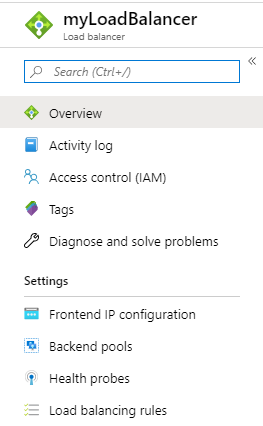 myLoadBalancer
Load balancer
Search (Ctrl+/)
Overview
Activity log
Access control (IAM)
Tags
Diagnose and solve problems
Settings
Frontend IP configuration
Backend pools
Health probes
Load balancing rules